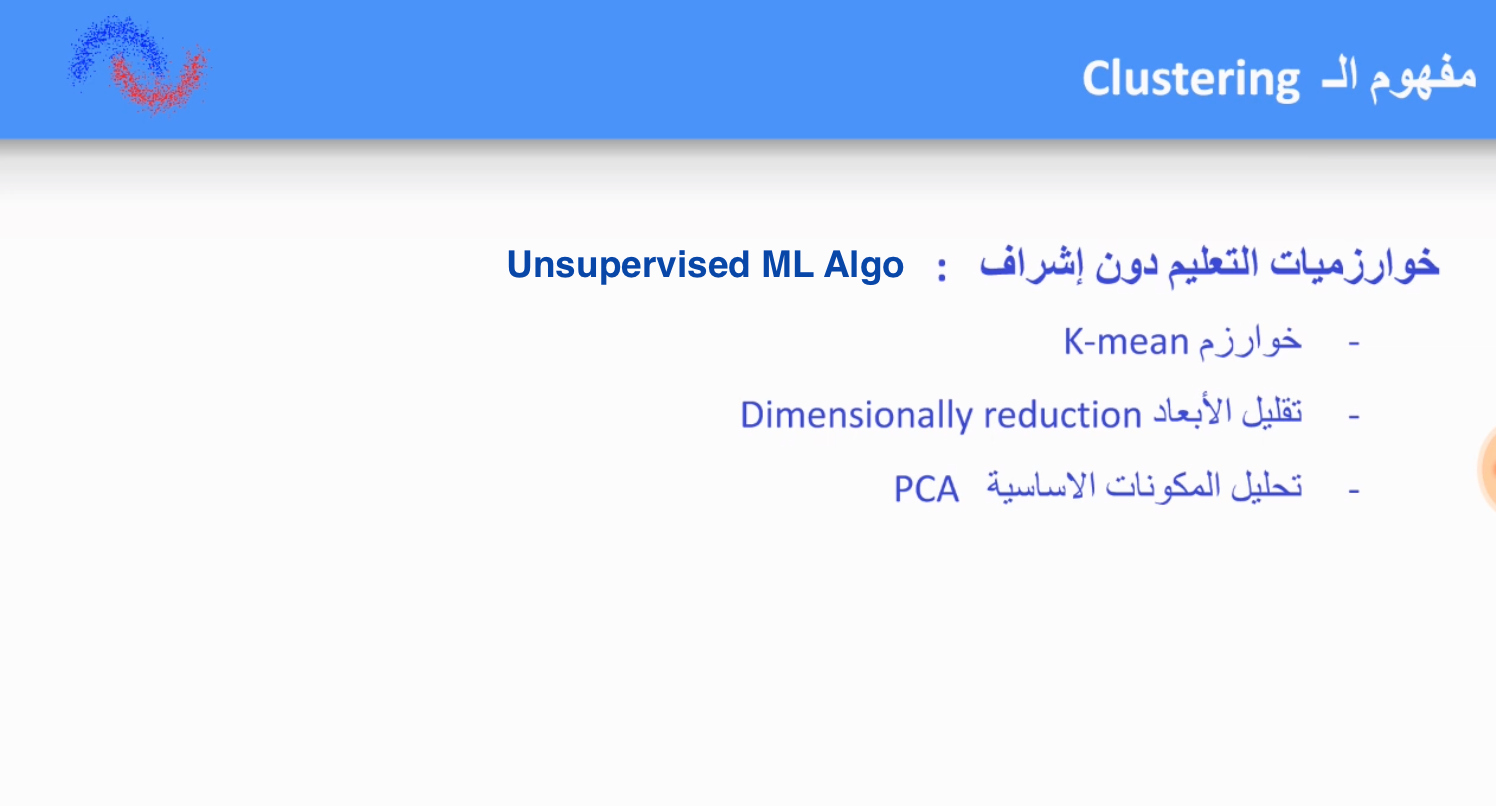 مفهوم الـ Clustering
خوارزميات التعليم دون إشراف : Unsupervised ML Algo
- خوارزم K-mean
- تقليل الأبعاد Dimensionally reduction
- تحليل المكونات الاساسية PCA